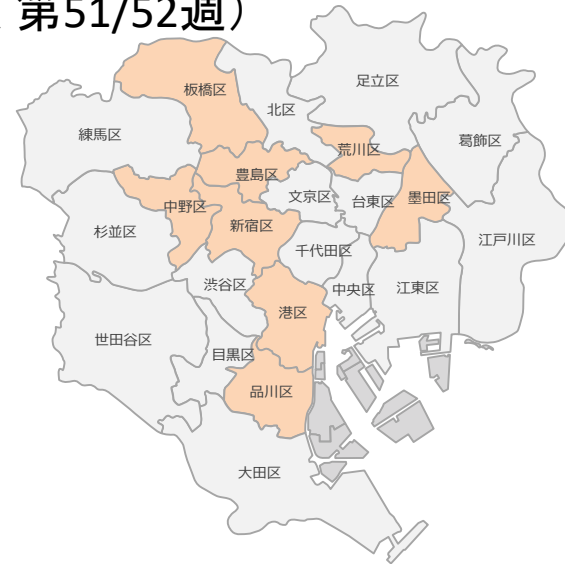 第51/52週）
足立区
板橋区
北区
練馬区
荒川区
葛飾区
豊島区
文京区
台東区
墨田区
中野区
新宿区
杉並区
千代田区
江戸川区
渋谷区
中央区
江東区
港区
世田谷区
目黒区
品川区
大田区